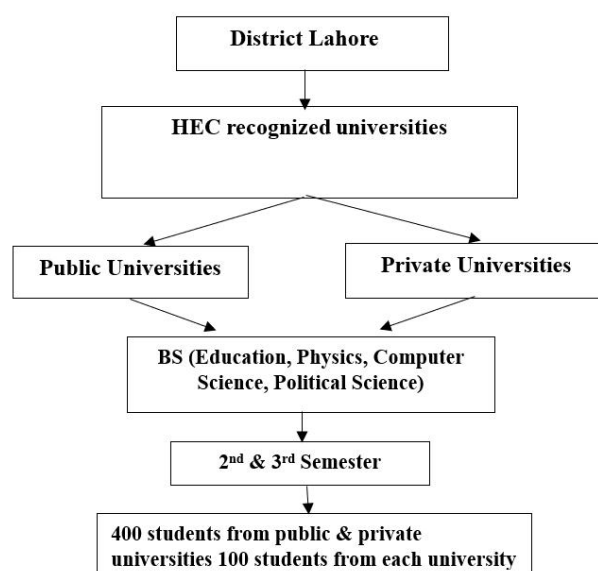 District Lahore
HEC recognized universities
Public Universities
Private Universities
BS (Education, Physics, Computer
Science, Political Science)
2nd & 3rd Semester
400 students from public & private
universities 100 students from each university